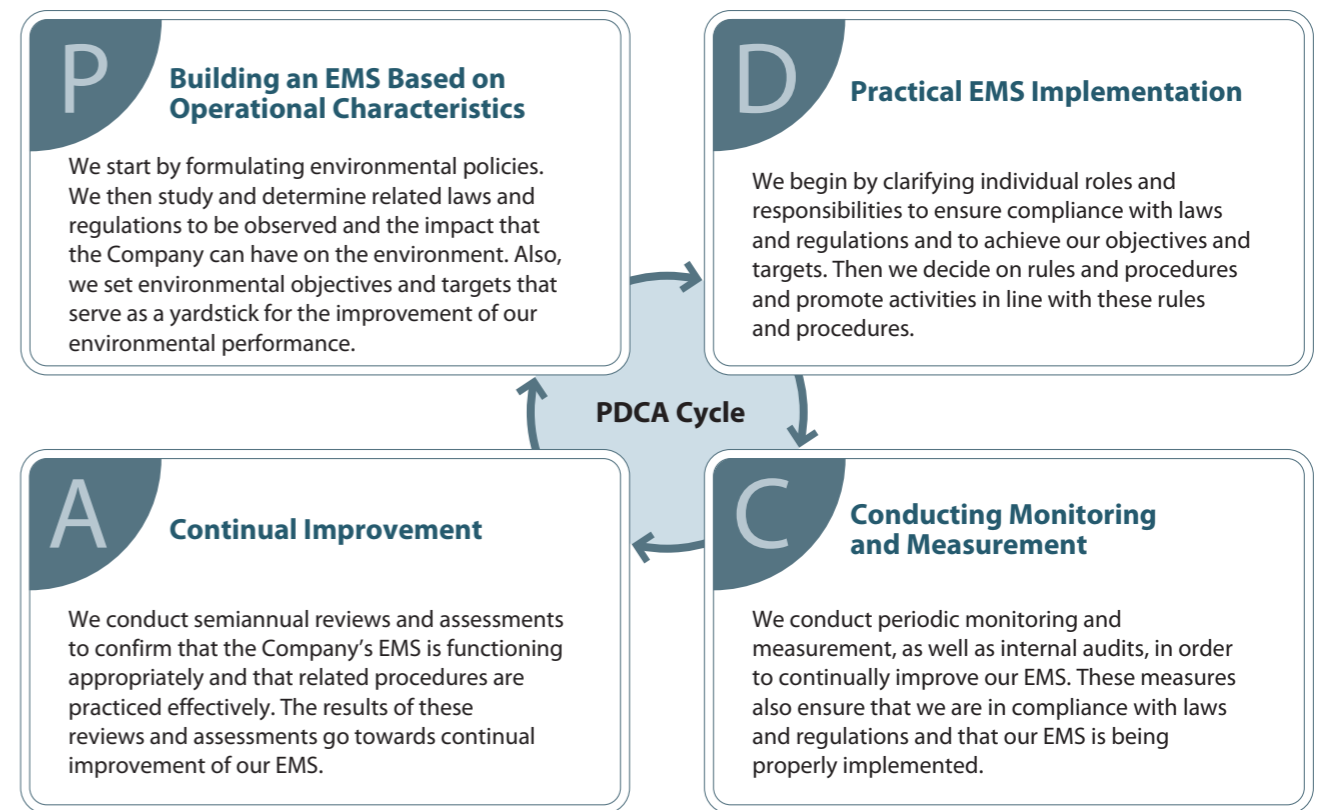 P
Building an EMS Based on
Operational Characteristics
We start by formulating environmental policies.
We then study and determine related laws and
regulations to be observed and the impact that
the Company can have on the environment. Also,
we set environmental objectives and targets that
serve as a yardstick for the improvement of our
environmental performance.
D
Practical EMS Implementation
We begin by clarifying individual roles and
responsibilities to ensure compliance with laws
and regulations and to achieve our objectives and
targets. Then we decide on rules and procedures
and promote activities in line with these rules
and procedures.
PDCA Cycle
A
Continual Improvement
We conduct semiannual reviews and assessments
to confirm that the Company’s EMS is functioning
appropriately and that related procedures are
practiced effectively. The results of these
reviews and assessments go towards continual
improvement of our EMS.
C
Conducting Monitoring
and Measurement
We conduct periodic monitoring and
measurement, as well as internal audits, in order
to continually improve our EMS. These measures
also ensure that we are in compliance with laws
and regulations and that our EMS is being
properly implemented.